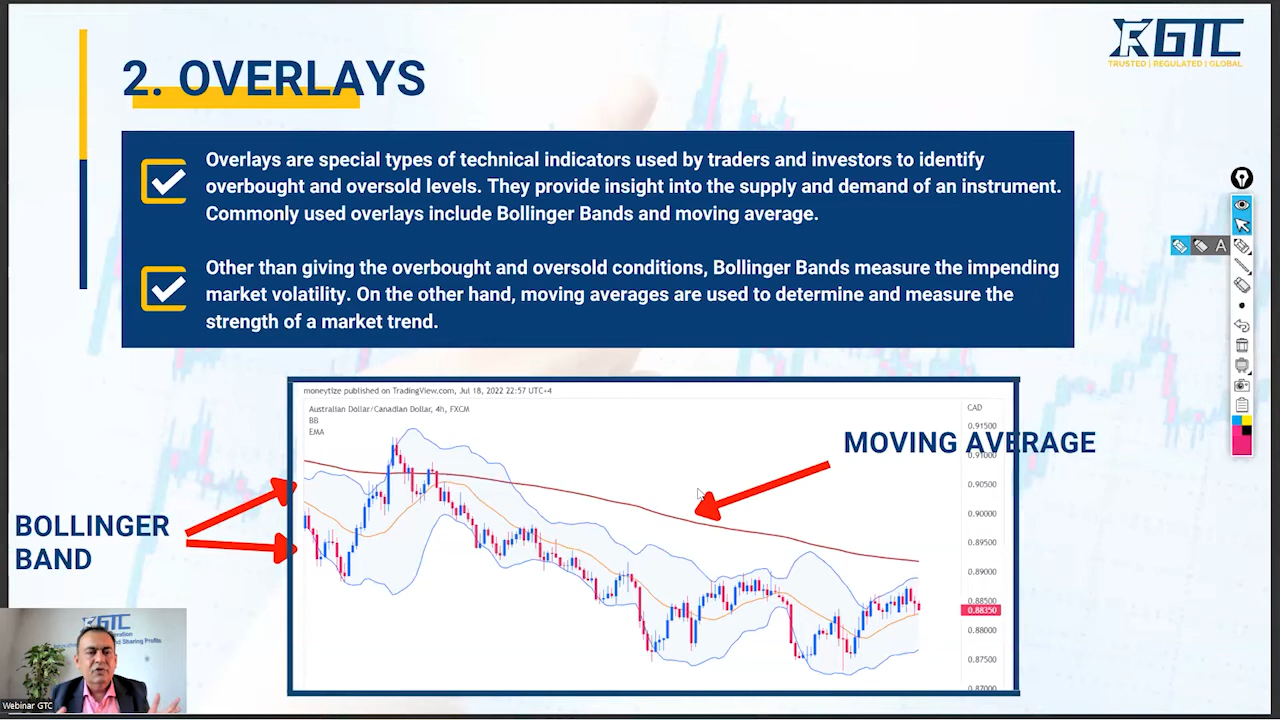 GTC
TRUSTED | REGULATED | GLOBAL
2. OVERLAYS
Overlays are special types of technical indicators used by traders and investors to identify
overbought and oversold levels. They provide insight into the supply and demand of an instrument.
Commonly used overlays include Bollinger Bands and moving average.
Other than giving the overbought and oversold conditions, Bollinger Bands measure the impending
market volatility. On the other hand, moving averages are used to determine and measure the
strength of a market trend.
A
moneytize published on TradingView.com, Jul 18, 2022 22:57 UTC+4
Australian Dollar/Canadian Dollar, 4h, FXCM
BB
EMA
CAD
0.91500
MOVING AVERAGE
0.91000
0.90500
0.90000
0.89500
0.89000
0.88500
0.88350
0.88000
0.87500
0.87000
BOLLINGER
BAND
GTC
Sharing Profits
Webinar GTC